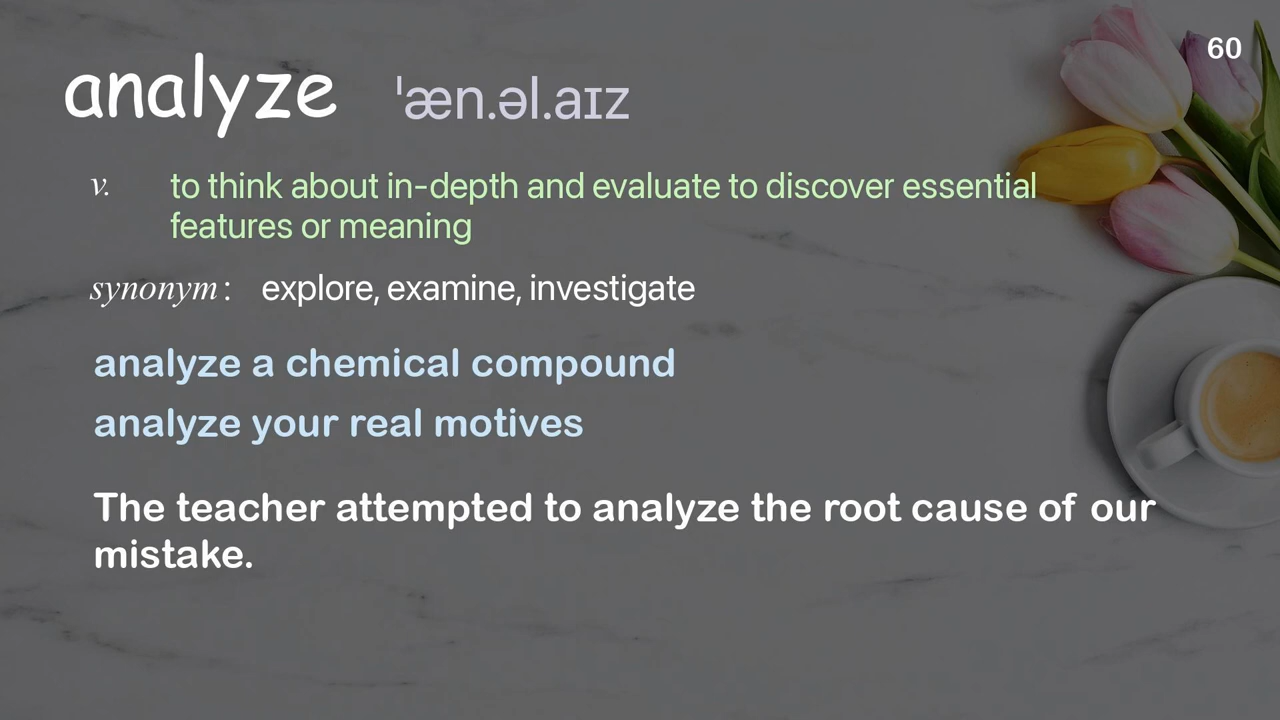 60
analyze ˈæn.əl.aɪz
v. to think about in-depth and evaluate to discover essential
features or meaning
synonym : explore, examine, investigate
analyze a chemical compound
analyze your real motives
The teacher attempted to analyze the root cause of our
mistake.